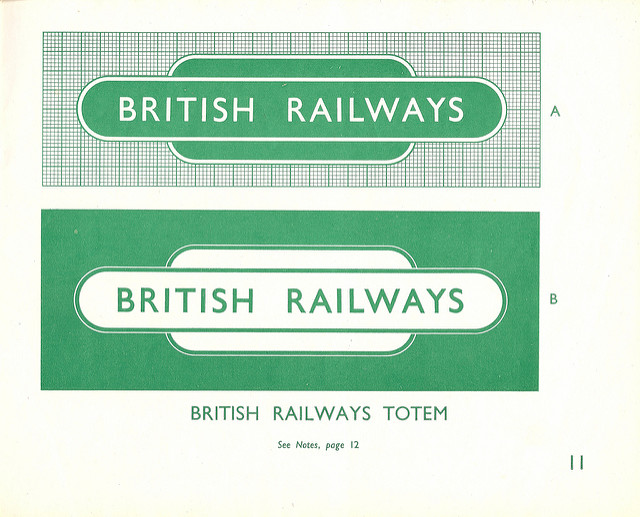 BRITISH RAILWAYS
A
BRITISH RAILWAYS
B
BRITISH RAILWAYS TOTEM
See Notes, page 12
11